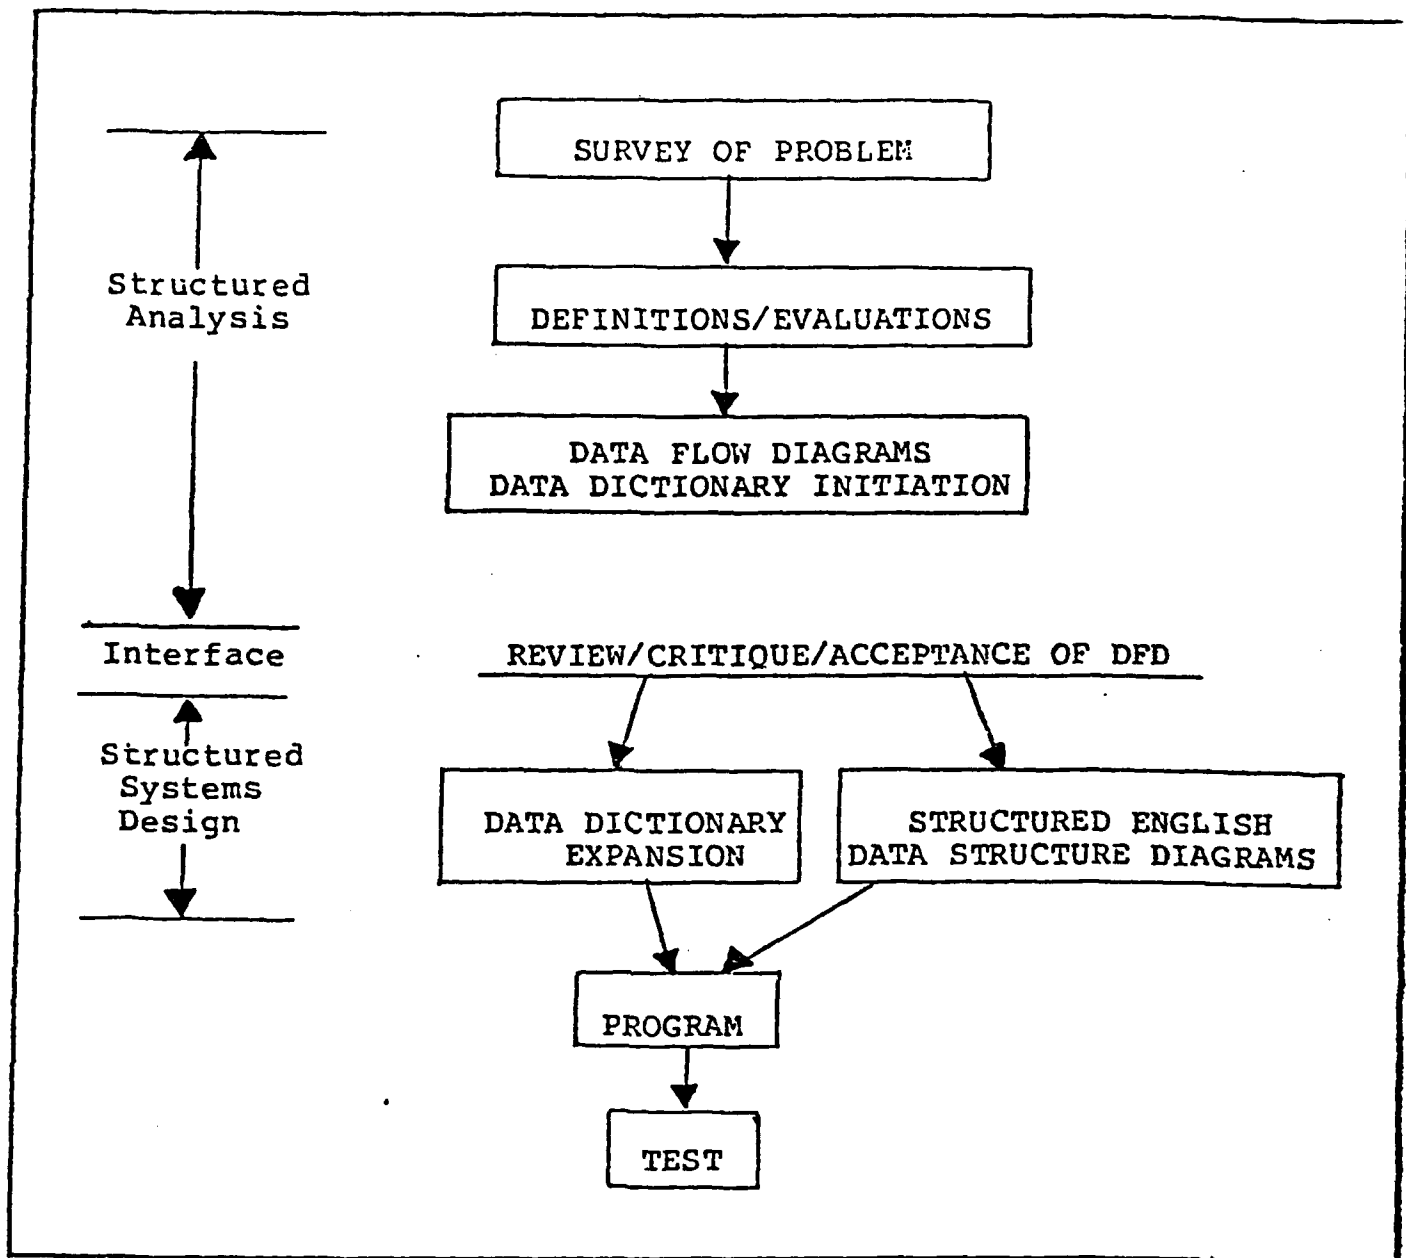 SURVEY OF PROBLEM
Structured
Analysis
DEFINITIONS/EVALUATIONS
DATA FLOW DIAGRAMS
DATA DICTIONARY INITIATION
Interface
REVIEW/CRITIQUE/ACCEPTANCE OF DFD
Structured
Systems
Design
DATA DICTIONARY
EXPANSION
STRUCTURED ENGLISH
DATA STRUCTURE DIAGRAMS
PROGRAM
TEST